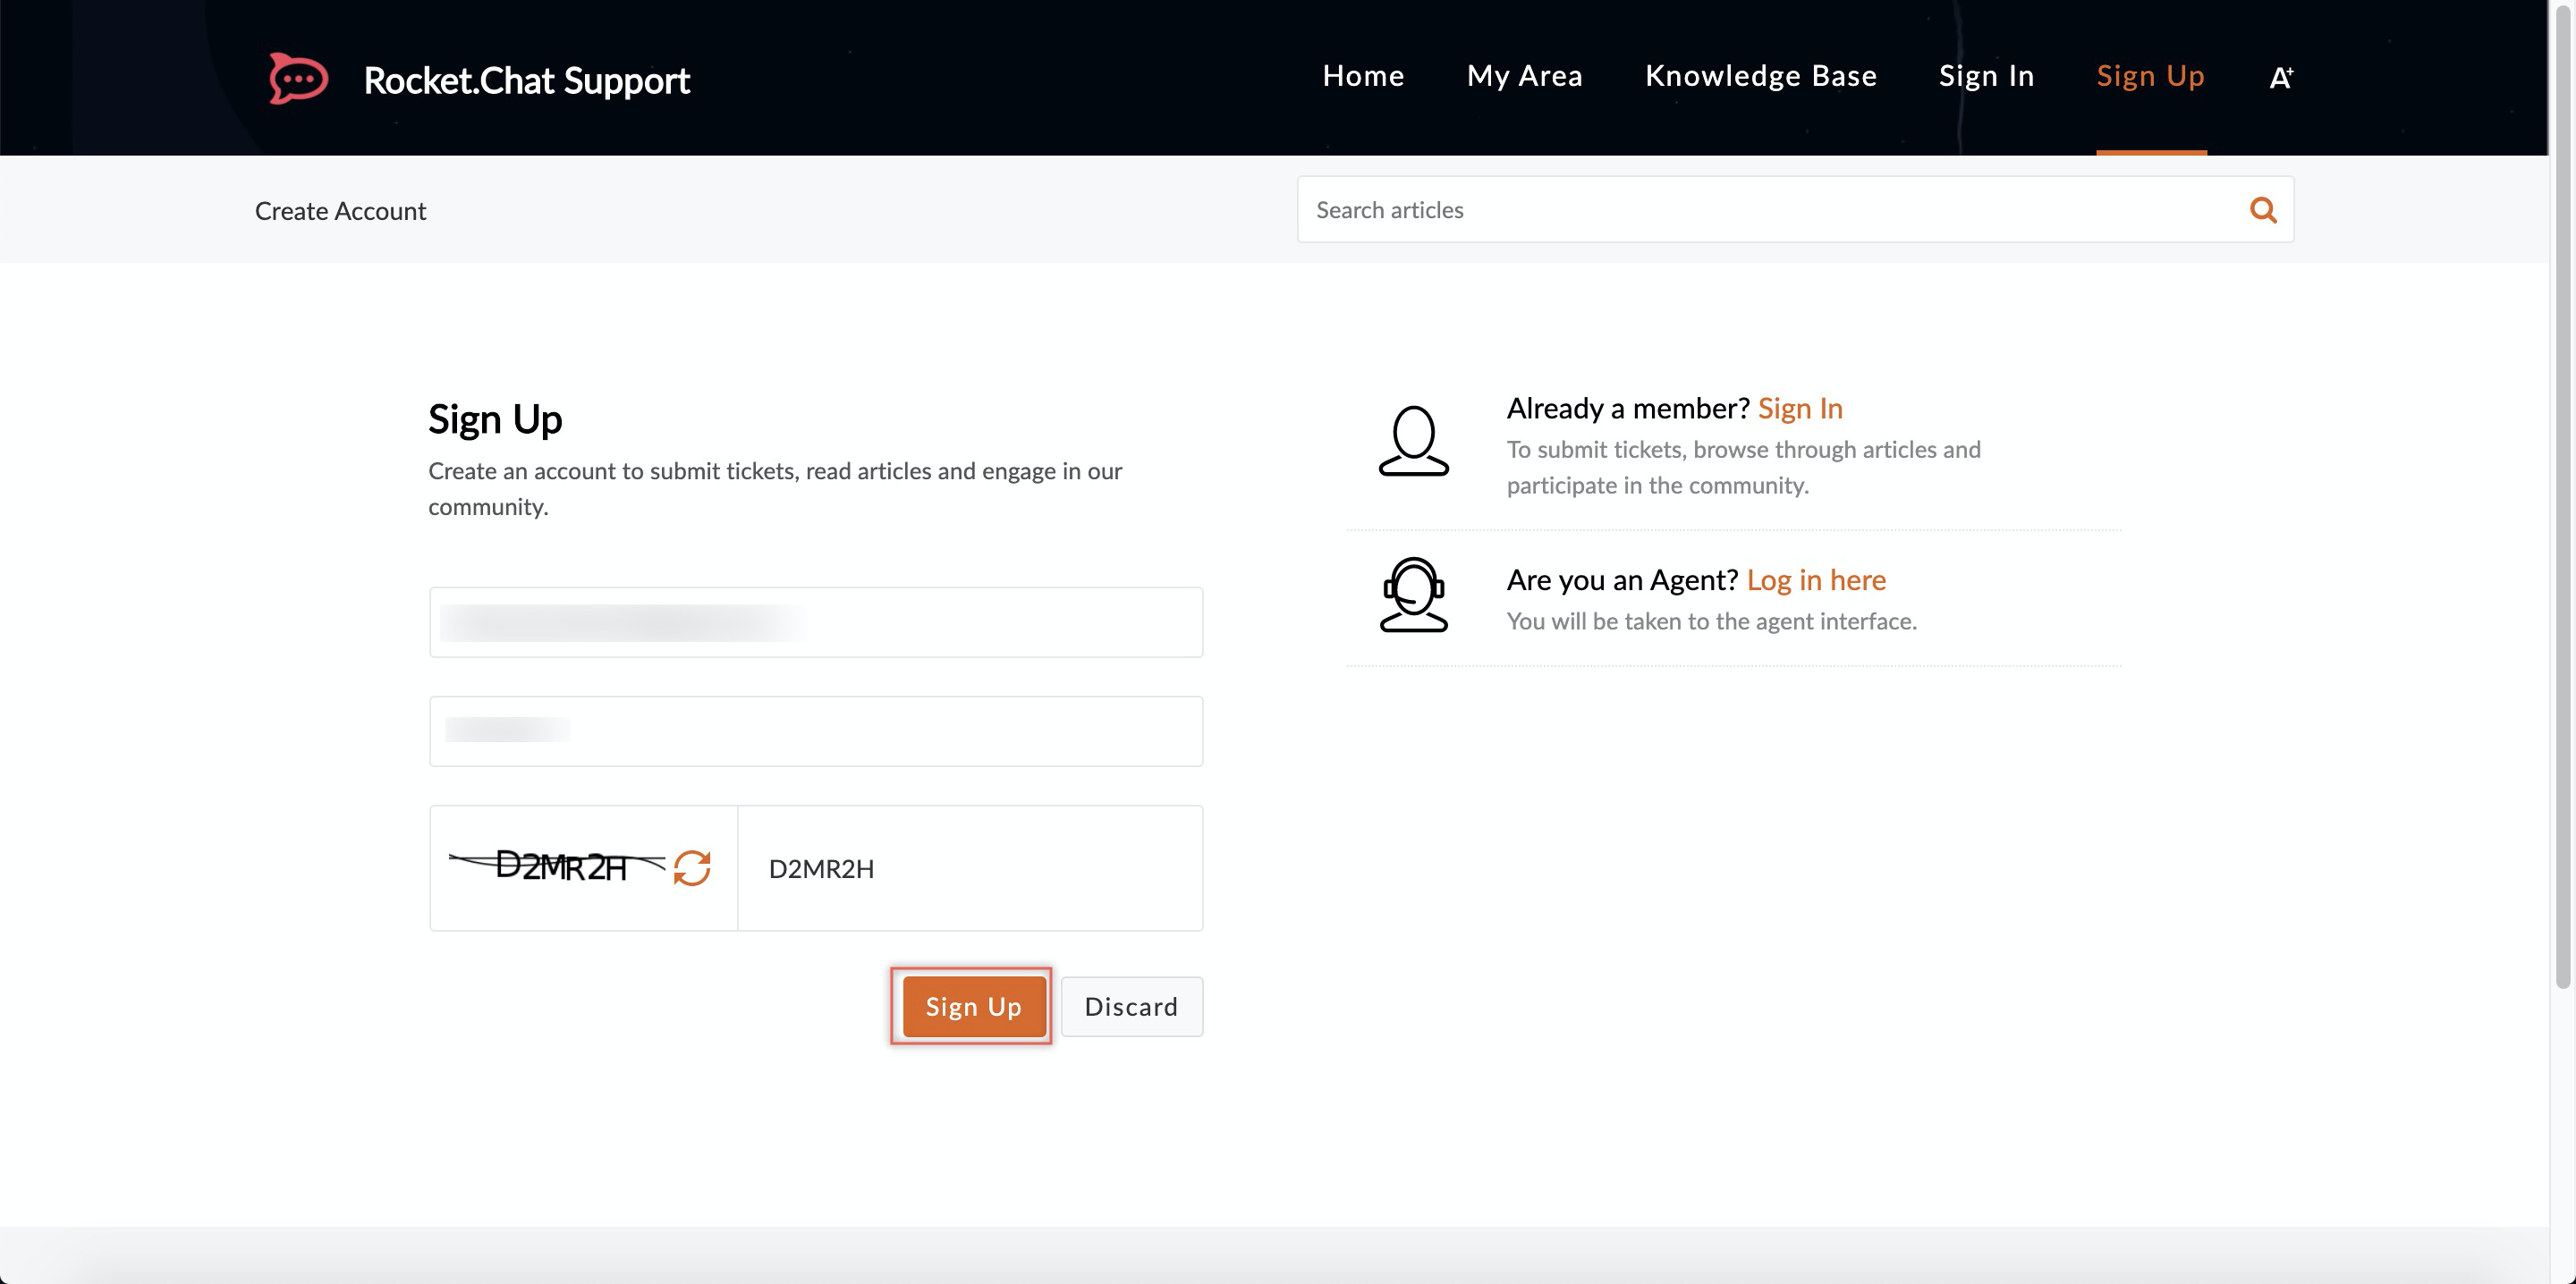 Rocket.Chat Support
Home My Area Knowledge Base Sign In Sign Up A+
Create Account
Search articles
Sign Up
Create an account to submit tickets, read articles and engage in our
community.
D2MR2H
D2MR2H
Sign Up
Discard
Already a member? Sign In
To submit tickets, browse through articles and
participate in the community.
Are you an Agent? Log in here
You will be taken to the agent interface.